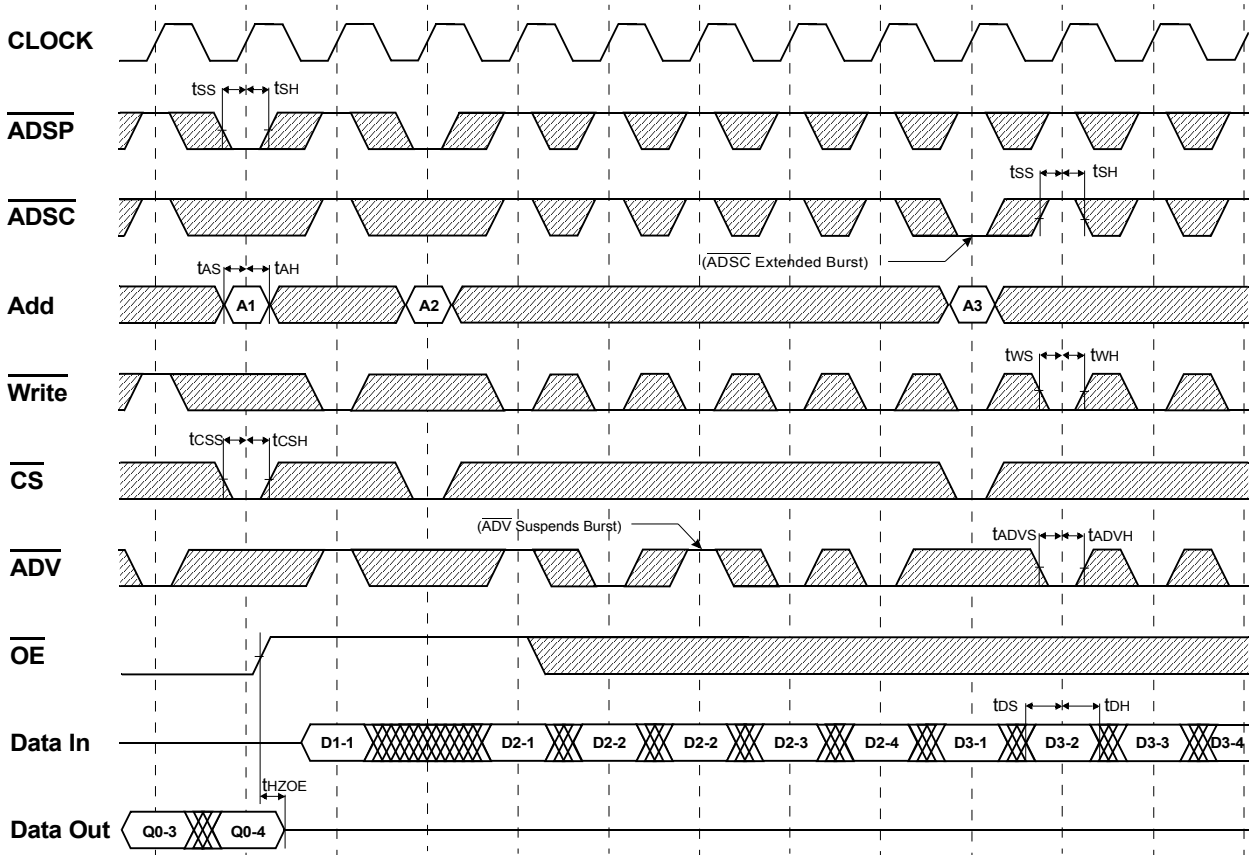 CLOCK
tSS tSH
ADSP
tSS tSH
ADSC
(ADSC Extended Burst)
tAS tAH
Add A1 A2 A3
tWS tWH
Write
tCSS tCSH
CS
(ADV Suspends Burst)
tADVS tADVH
ADV
OE
tDS tDH
Data In D1-1 D2-1 D2-2 D2-2 D2-3 D2-4 D3-1 D3-2 D3-3 D3-4
tHZOE
Data Out Q0-3 Q0-4